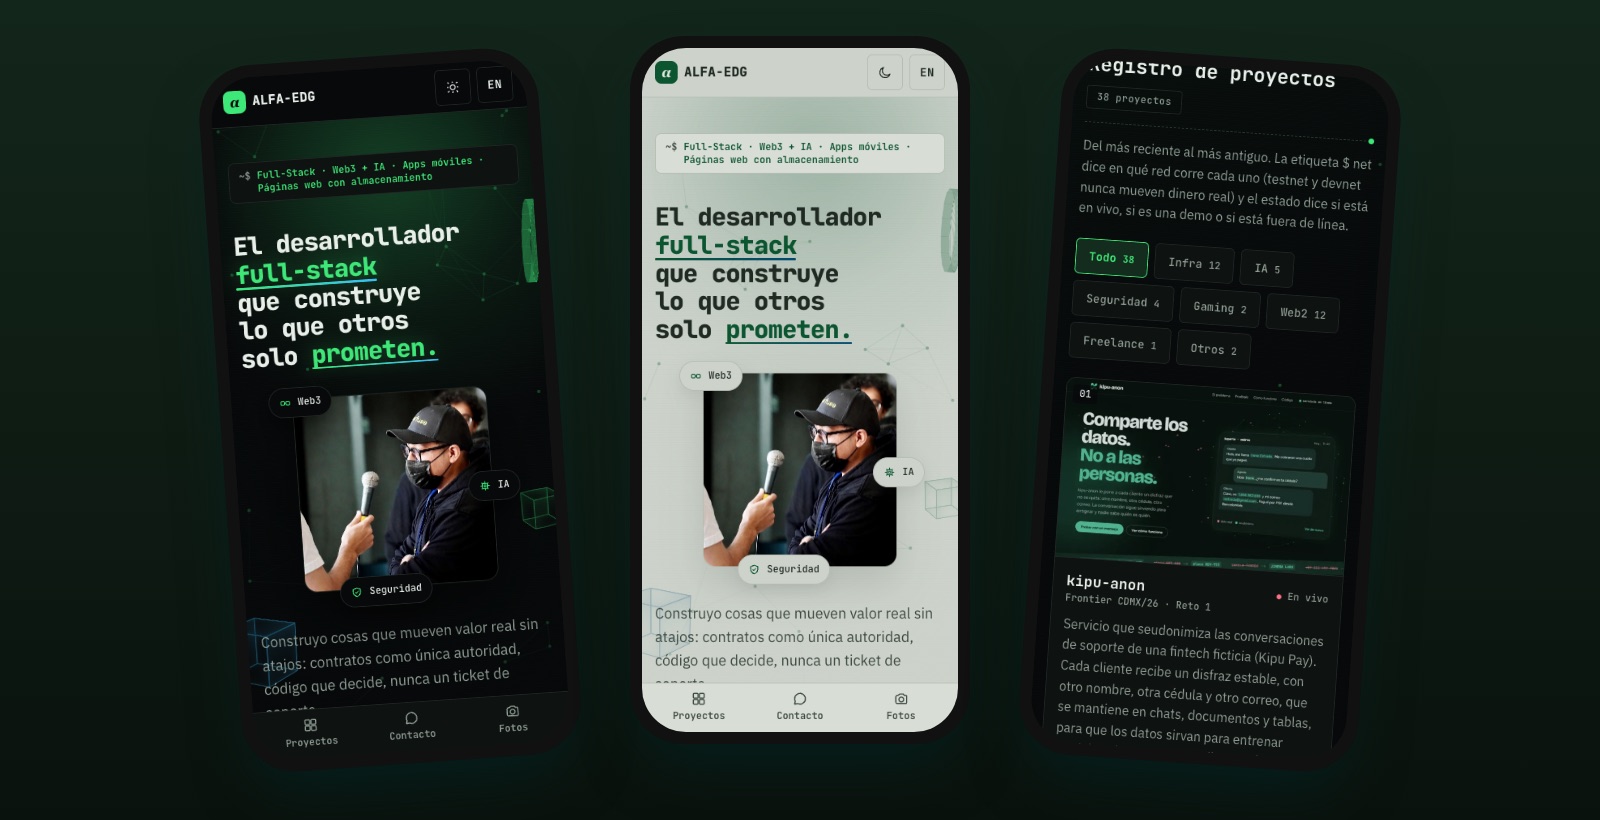 α ALFA-EDG
EN
~$ Full-Stack · Web3 + IA · Apps móviles ·
Páginas web con almacenamiento
El desarrollador
full-stack
que construye
lo que otros
solo prometen.
Web3
IA
Seguridad
Construyo cosas que mueven valor real sin
atajos: contratos como única autoridad,
código que decide, nunca un ticket de
Proyectos
Contacto
Fotos
α ALFA-EDG
EN
~$ Full-Stack · Web3 + IA · Apps móviles ·
Páginas web con almacenamiento
El desarrollador
full-stack
que construye
lo que otros
solo prometen.
Web3
IA
Seguridad
Construyo cosas que mueven valor real sin
atajos: contratos como única autoridad,
código que decide, nunca un ticket de
Proyectos
Contacto
Fotos
Registro de proyectos
38 proyectos
Del más reciente al más antiguo. La etiqueta $ net
dice en qué red corre cada uno (testnet y devnet
nunca mueven dinero real) y el estado dice si está
en vivo, si es una demo o si está fuera de línea.
Todo 38
Infra 12
IA 5
Seguridad 4
Gaming 2
Web2 12
Freelance 1
Otros 2
01
kipu-anon
Comparte los
datos.
No a las
personas.
kipu-anon
En vivo
Frontier CDMX/26 · Reto 1
Servicio que seudonimiza las conversaciones
de soporte de una fintech ficticia (Kipu Pay).
Cada cliente recibe un disfraz estable, con
otro nombre, otra cédula y otro correo, que
se mantiene en chats, documentos y tablas,
para que los datos sirvan para entrenar